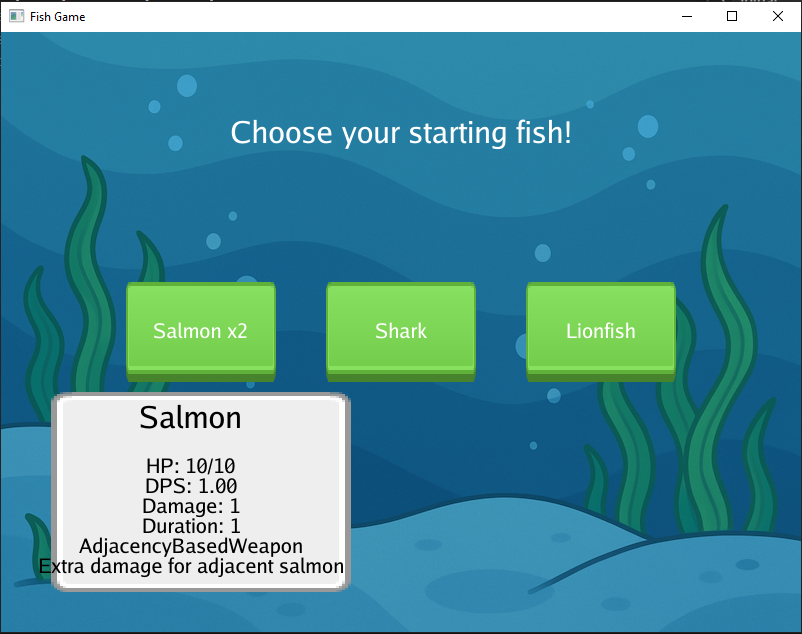 Fish Game
Choose your starting fish!
Salmon x2
Shark
Lionfish
Salmon
HP: 10/10
DPS: 1.00
Damage: 1
Duration: 1
AdjacencyBasedWeapon
Extra damage for adjacent salmon